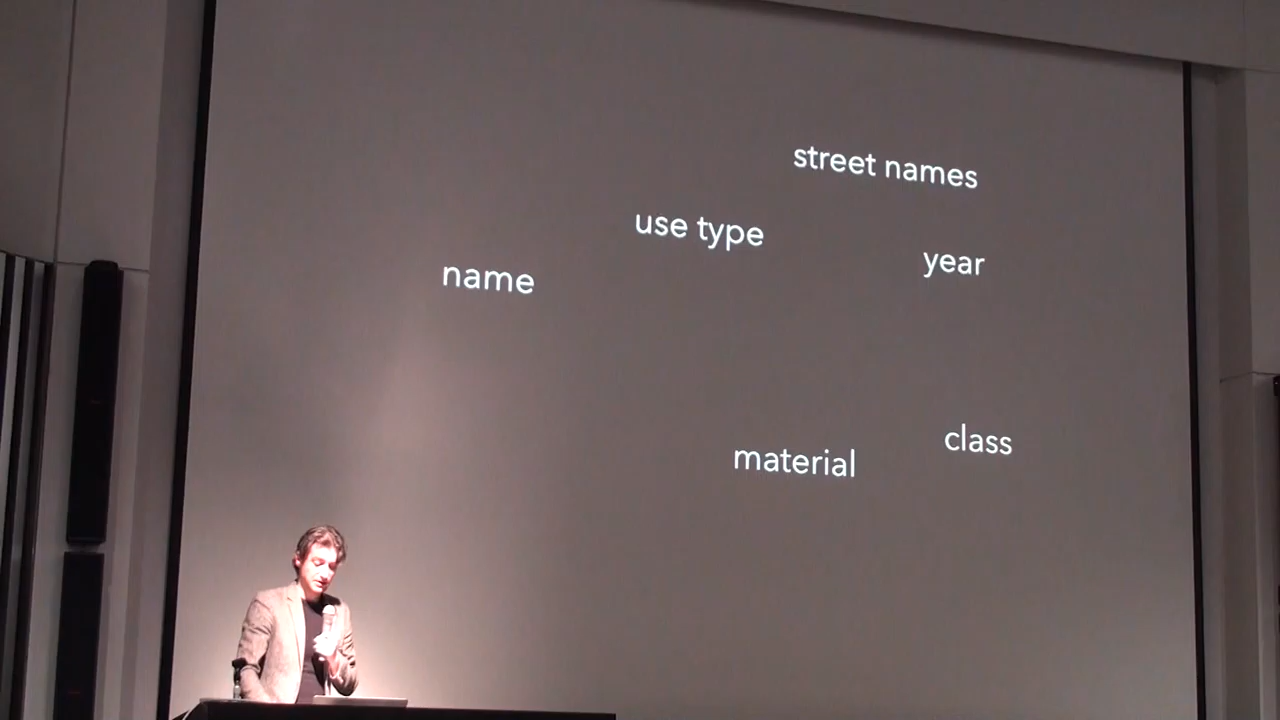 street names
use type
year
name
class
material